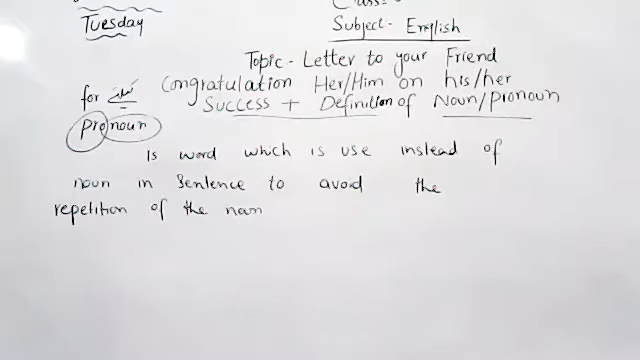 Tuesday
Subject- English
Topic- Letter to your Friend
Congratulation Her/Him on his/her
for Success + Definition of Noun/pronoun
pronoun
Is word which is use instead of
noun in Sentence to avoid the
repelition of the nam